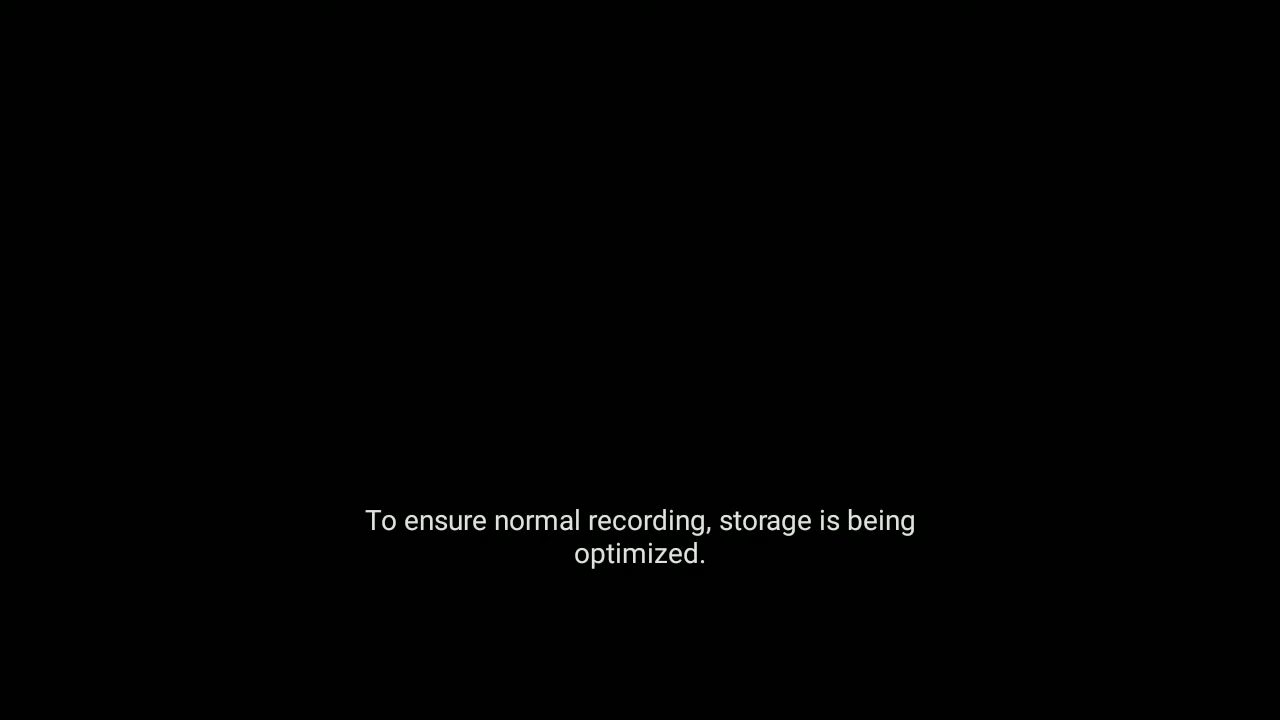 To ensure normal recording, storage is being
optimized.